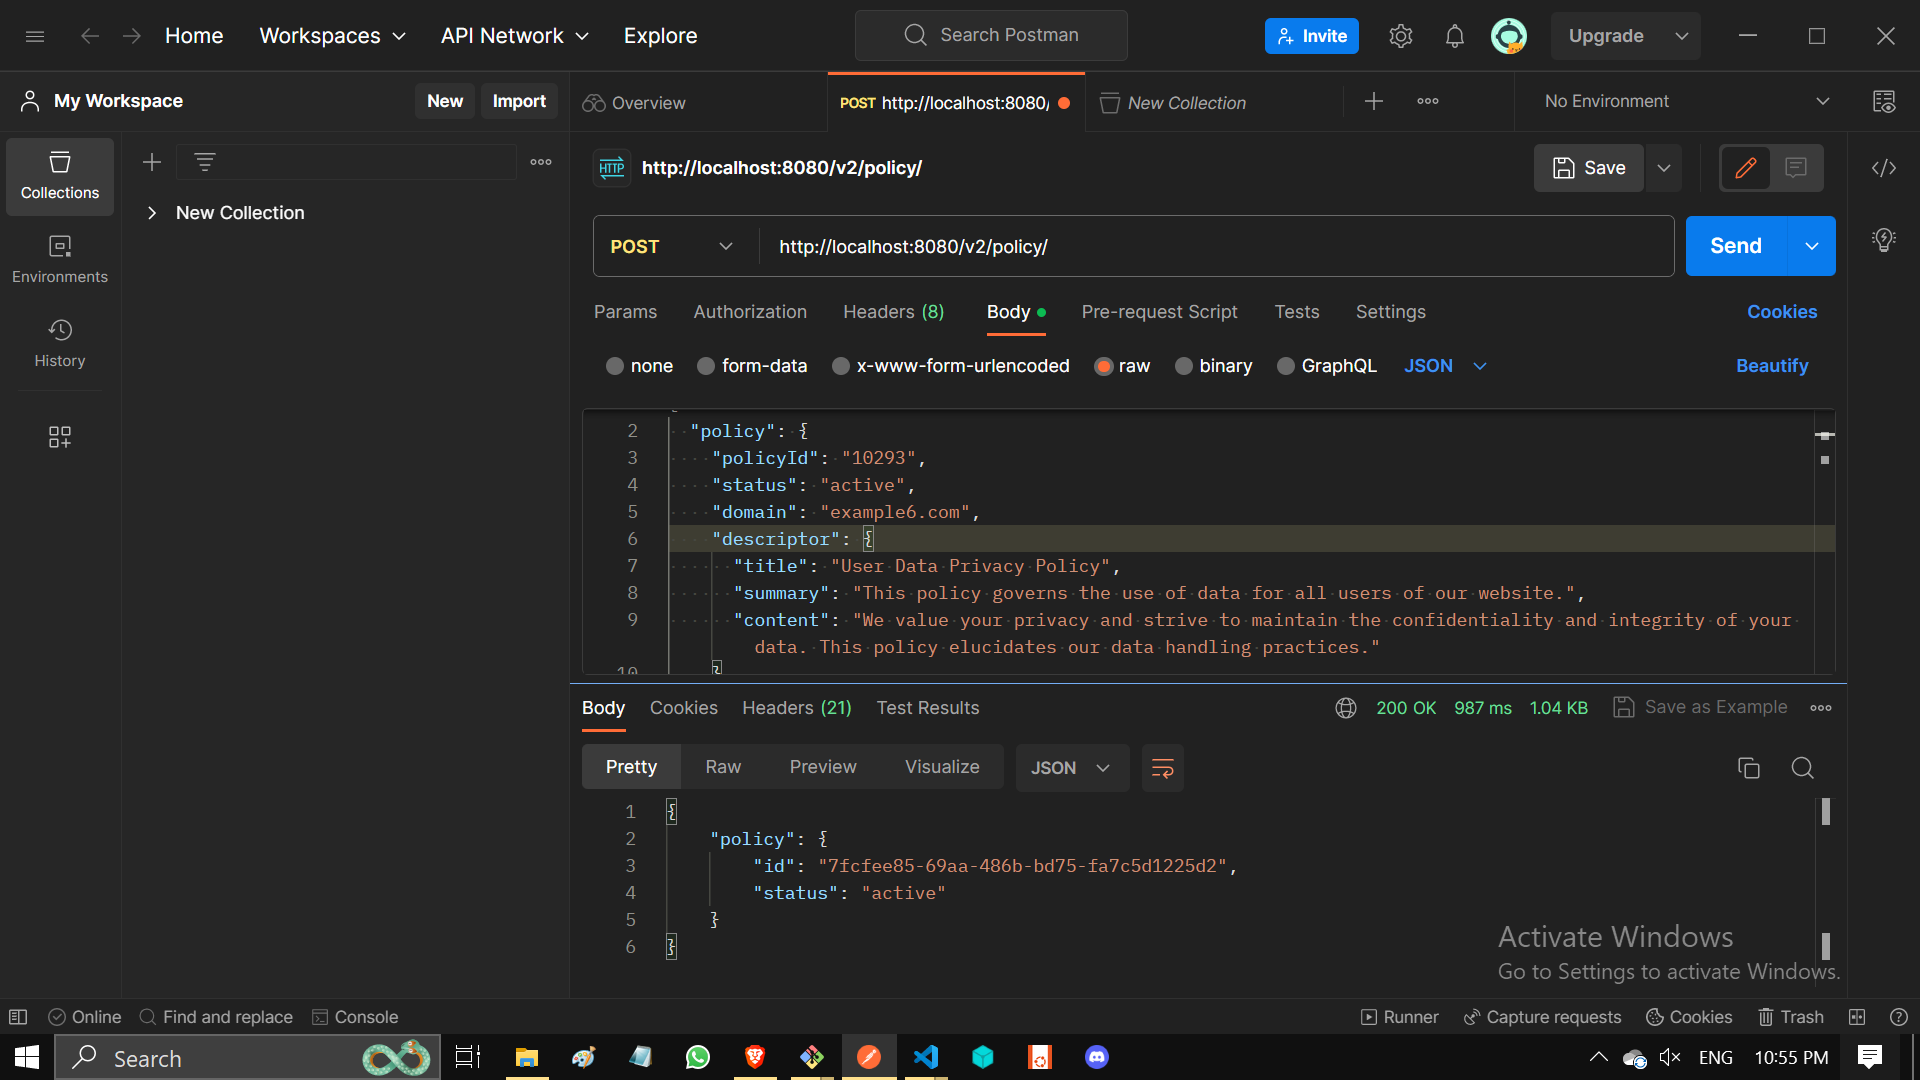 Home Workspaces API Network Explore Search Postman Invite Upgrade
My Workspace New Import Overview POST http://localhost:8080/ New Collection No Environment
Collections
New Collection
Environments
History
HTTP http://localhost:8080/v2/policy/ Save
POST http://localhost:8080/v2/policy/ Send
Params Authorization Headers (8) Body Pre-request Script Tests Settings Cookies
none form-data x-www-form-urlencoded raw binary GraphQL JSON Beautify
2 "policy": {
3 "policyId": "10293",
4 "status": "active",
5 "domain": "example6.com",
6 "descriptor": {
7 "title": "User Data Privacy Policy",
8 "summary": "This policy governs the use of data for all users of our website.",
9 "content": "We value your privacy and strive to maintain the confidentiality and integrity of your
data. This policy elucidates our data handling practices."
10 }
Body Cookies Headers (21) Test Results 200 OK 987 ms 1.04 KB Save as Example
Pretty Raw Preview Visualize JSON
1 {
2 "policy": {
3 "id": "7fcfee85-69aa-486b-bd75-fa7c5d1225d2",
4 "status": "active"
5 }
6 }
Activate Windows
Go to Settings to activate Windows.
Online Find and replace Console Runner Capture requests Cookies Trash
Search ENG 10:55 PM